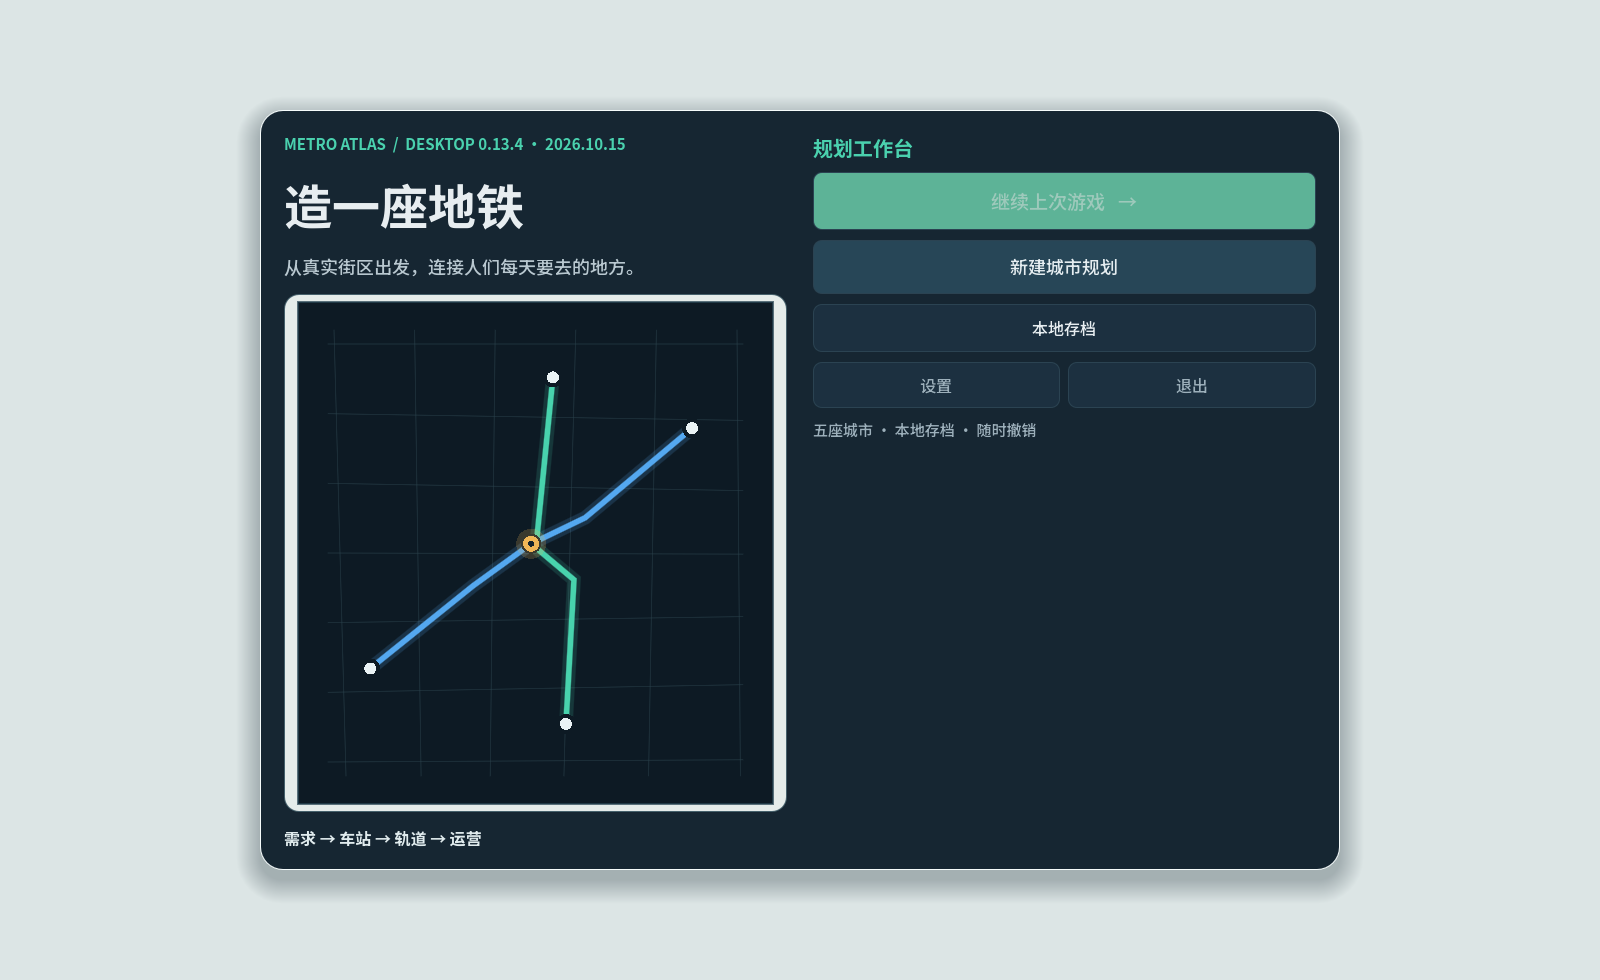 METRO ATLAS / DESKTOP 0.13.4 · 2026.10.15
造一座地铁
从真实街区出发，连接人们每天要去的地方。
需求 → 车站 → 轨道 → 运营
规划工作台
继续上次游戏 →
新建城市规划
本地存档
设置
退出
五座城市 · 本地存档 · 随时撤销